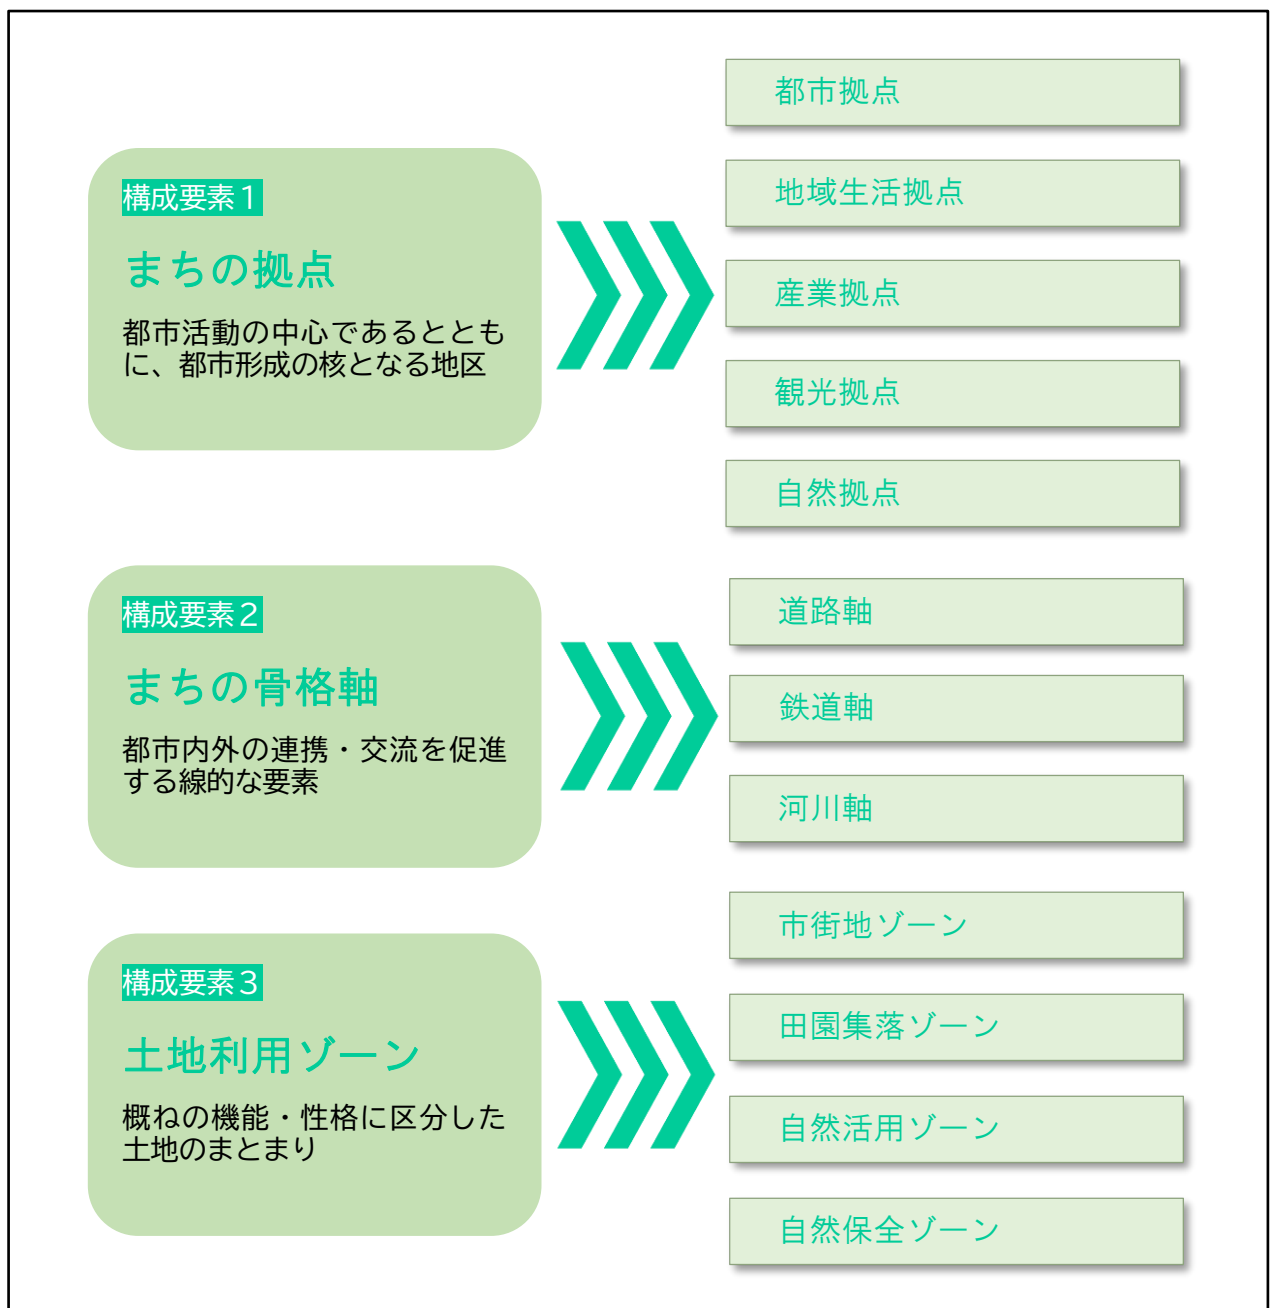 構成要素1
まちの拠点
都市活動の中心であるととも
に、都市形成の核となる地区
都市拠点
地域生活拠点
産業拠点
観光拠点
自然拠点
構成要素2
まちの骨格軸
都市内外の連携・交流を促進
する線的な要素
道路軸
鉄道軸
河川軸
構成要素3
土地利用ゾーン
概ねの機能・性格に区分した
土地のまとまり
市街地ゾーン
田園集落ゾーン
自然活用ゾーン
自然保全ゾーン